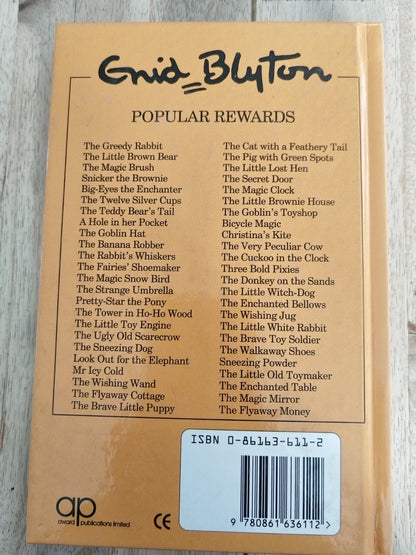 Enid Blyton
POPULAR REWARDS
The Greedy Rabbit
The Little Brown Bear
The Magic Brush
Snicker the Brownie
Big-Eyes the Enchanter
The Twelve Silver Cups
The Teddy Bear's Tail
A Hole in her Pocket
The Goblin Hat
The Banana Robber
The Rabbit's Whiskers
The Fairies' Shoemaker
The Magic Snow Bird
The Strange Umbrella
Pretty-Star the Pony
The Tower in Ho-Ho Wood
The Little Toy Engine
The Ugly Old Scarecrow
The Sneezing Dog
Look Out for the Elephant
Mr Icy Cold
The Wishing Wand
The Flyaway Cottage
The Brave Little Puppy
The Cat with a Feathery Tail
The Pig with Green Spots
The Little Lost Hen
The Secret Door
The Magic Clock
The Little Brownie House
The Goblin's Toyshop
Bicycle Magic
Christina's Kite
The Very Peculiar Cow
The Cuckoo in the Clock
Three Bold Pixies
The Donkey on the Sands
The Little Witch-Dog
The Enchanted Bellows
The Wishing Jug
The Little White Rabbit
The Brave Toy Soldier
The Walkaway Shoes
Sneezing Powder
The Little Old Toymaker
The Enchanted Table
The Magic Mirror
The Flyaway Money
ISBN 0-86163-611-2
9 780861 636112 >
ap
award publications limited
CE